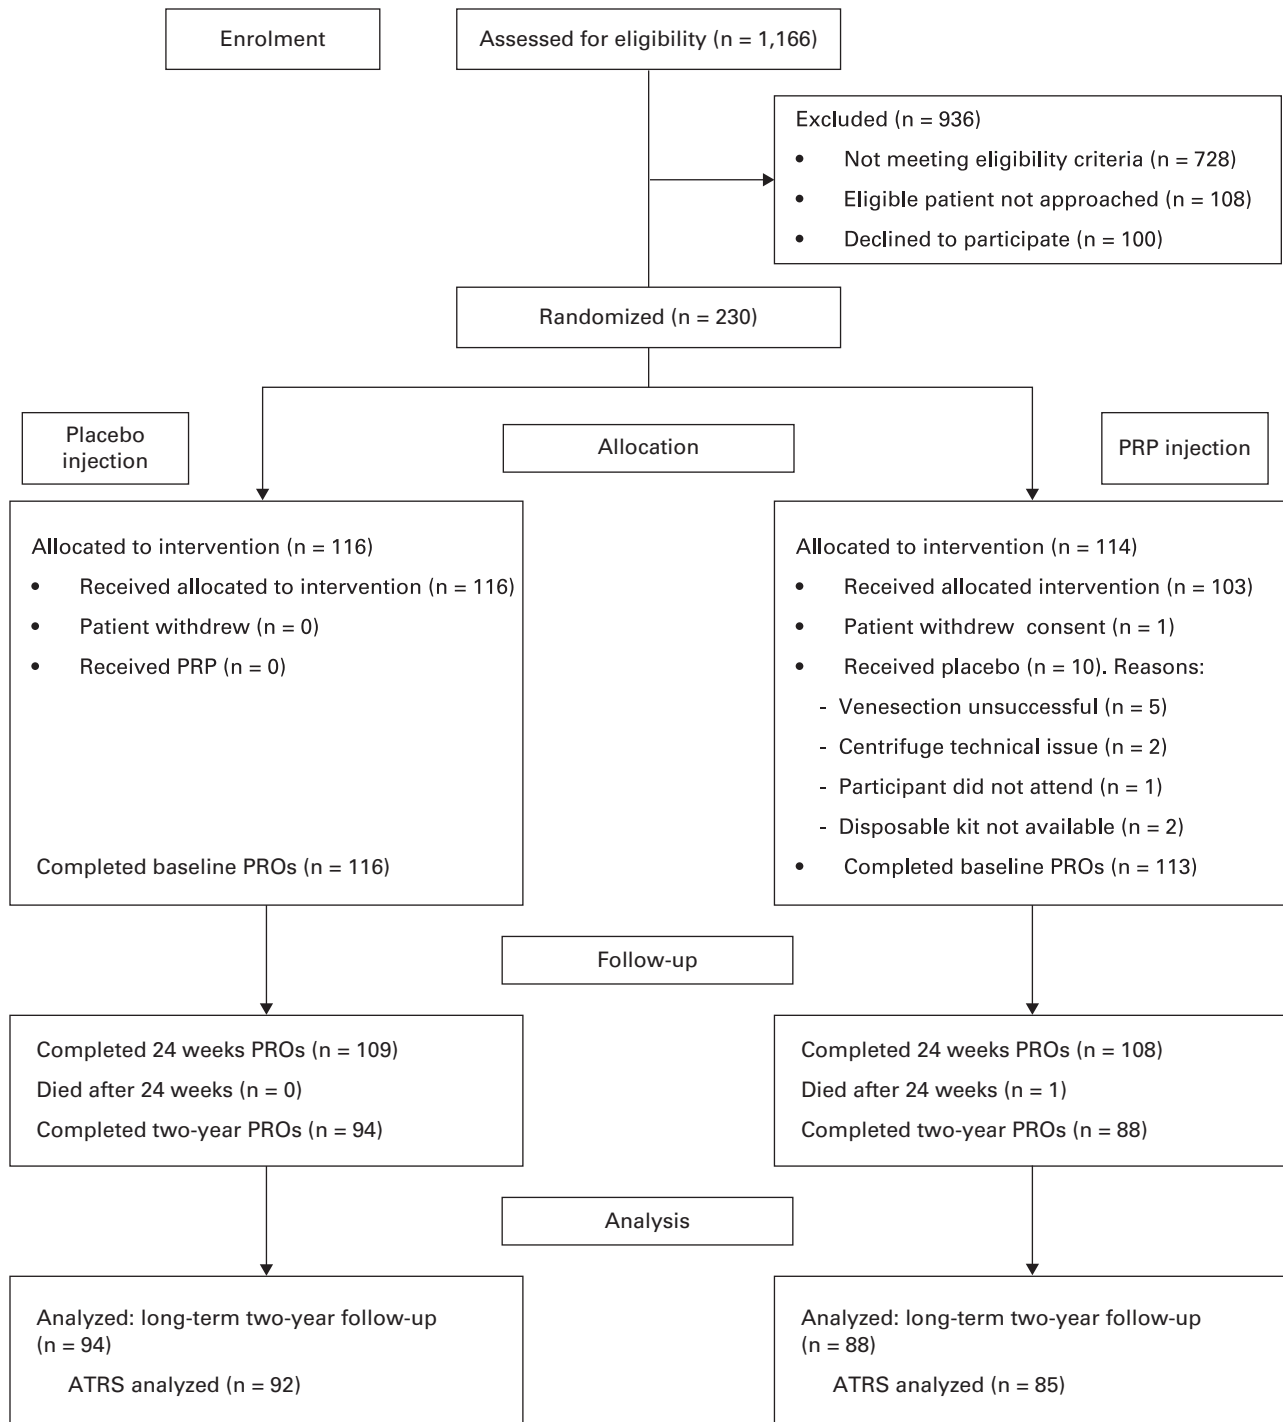 Enrolment
Assessed for eligibility (n = 1,166)
Excluded (n = 936)
• Not meeting eligibility criteria (n = 728)
• Eligible patient not approached (n = 108)
• Declined to participate (n = 100)
Randomized (n = 230)
Placebo
injection
Allocation
PRP injection
Allocated to intervention (n = 116)
• Received allocated to intervention (n = 116)
• Patient withdrew (n = 0)
• Received PRP (n = 0)
Completed baseline PROs (n = 116)
Allocated to intervention (n = 114)
• Received allocated intervention (n = 103)
• Patient withdrew consent (n = 1)
• Received placebo (n = 10). Reasons:
- Venesection unsuccessful (n = 5)
- Centrifuge technical issue (n = 2)
- Participant did not attend (n = 1)
- Disposable kit not available (n = 2)
• Completed baseline PROs (n = 113)
Follow-up
Completed 24 weeks PROs (n = 109)
Died after 24 weeks (n = 0)
Completed two-year PROs (n = 94)
Completed 24 weeks PROs (n = 108)
Died after 24 weeks (n = 1)
Completed two-year PROs (n = 88)
Analysis
Analyzed: long-term two-year follow-up
(n = 94)
ATRS analyzed (n = 92)
Analyzed: long-term two-year follow-up
(n = 88)
ATRS analyzed (n = 85)